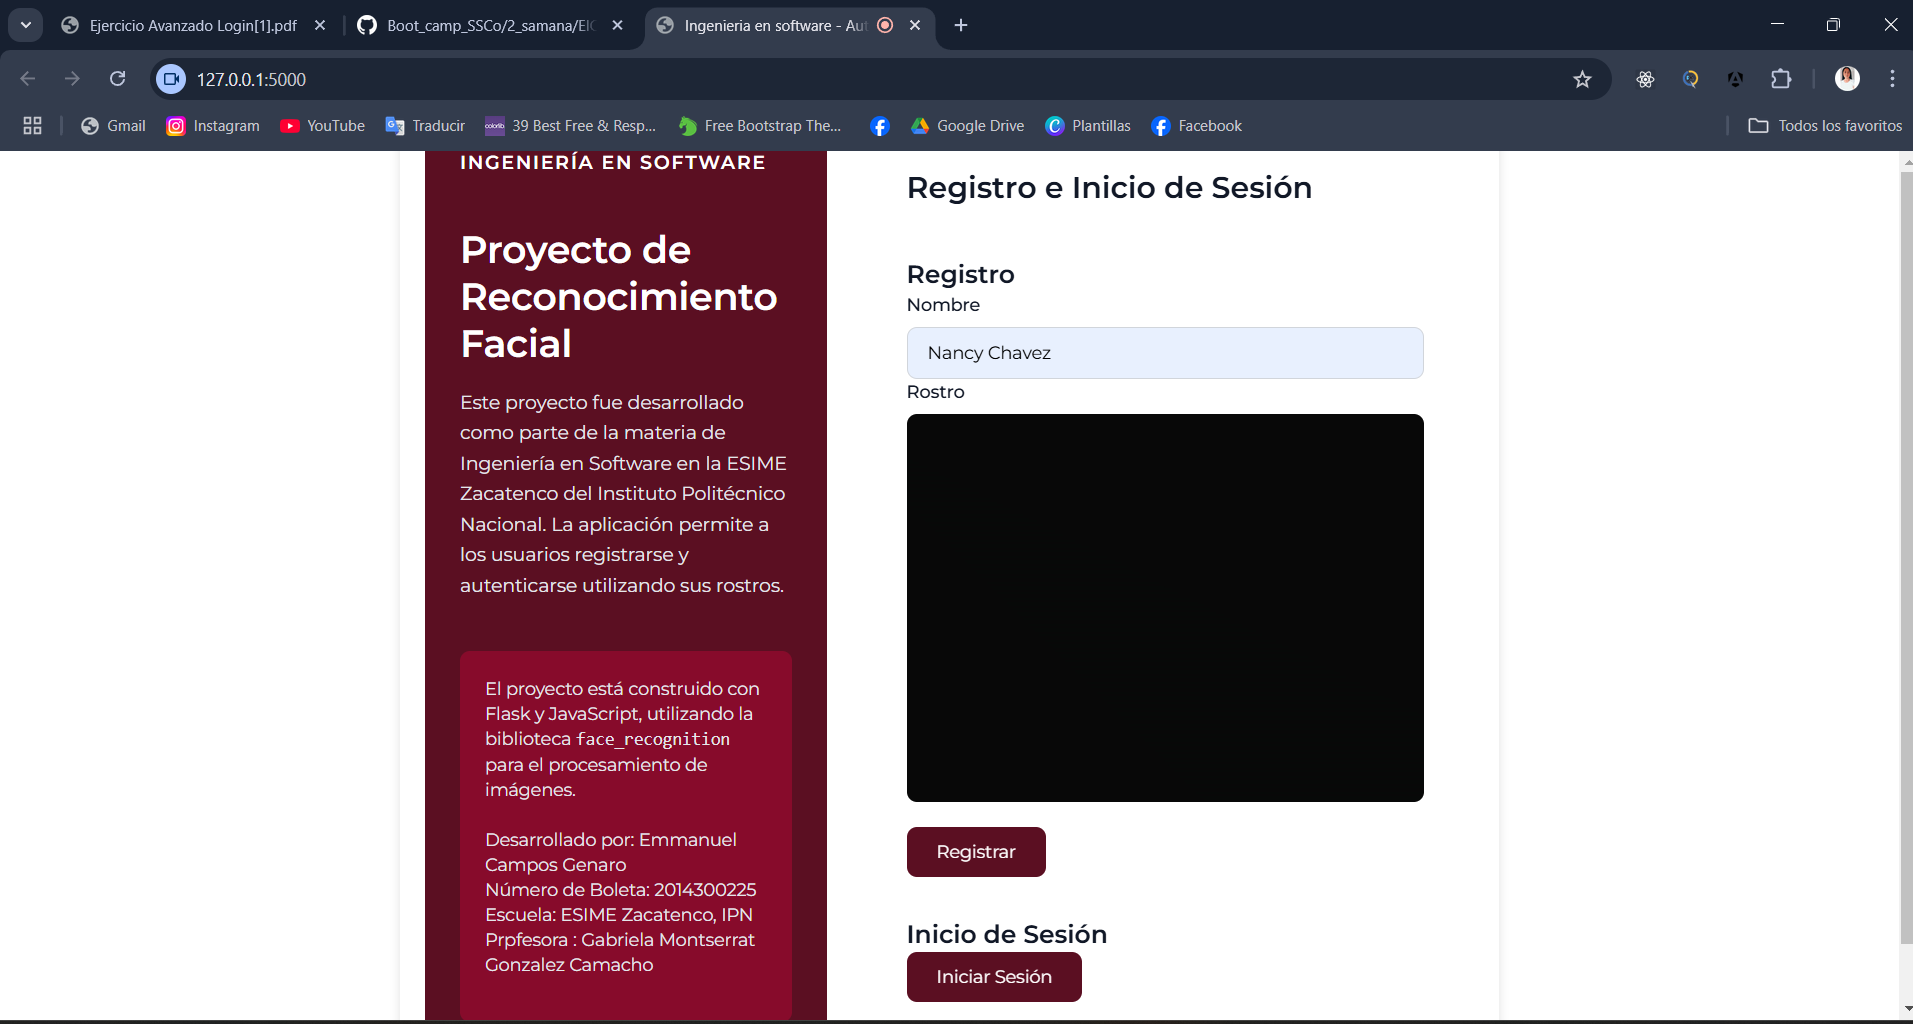 Ejercicio Avanzado Login[1].pdf
Boot_camp_SSCo/2_samana/El
Ingenieria en software - Aut
127.0.0.1:5000
Gmail
Instagram
YouTube
Traducir
colorlib
39 Best Free & Resp...
Free Bootstrap The...
Google Drive
Plantillas
Facebook
Todos los favoritos
INGENIERÍA EN SOFTWARE
Proyecto de
Reconocimiento
Facial
Este proyecto fue desarrollado
como parte de la materia de
Ingeniería en Software en la ESIME
Zacatenco del Instituto Politécnico
Nacional. La aplicación permite a
los usuarios registrarse y
autenticarse utilizando sus rostros.
El proyecto está construido con
Flask y JavaScript, utilizando la
biblioteca face_recognition
para el procesamiento de
imágenes.
Desarrollado por: Emmanuel
Campos Genaro
Número de Boleta: 2014300225
Escuela: ESIME Zacatenco, IPN
Prpfesora : Gabriela Montserrat
Gonzalez Camacho
Registro e Inicio de Sesión
Registro
Nombre
Nancy Chavez
Rostro
Registrar
Inicio de Sesión
Iniciar Sesión